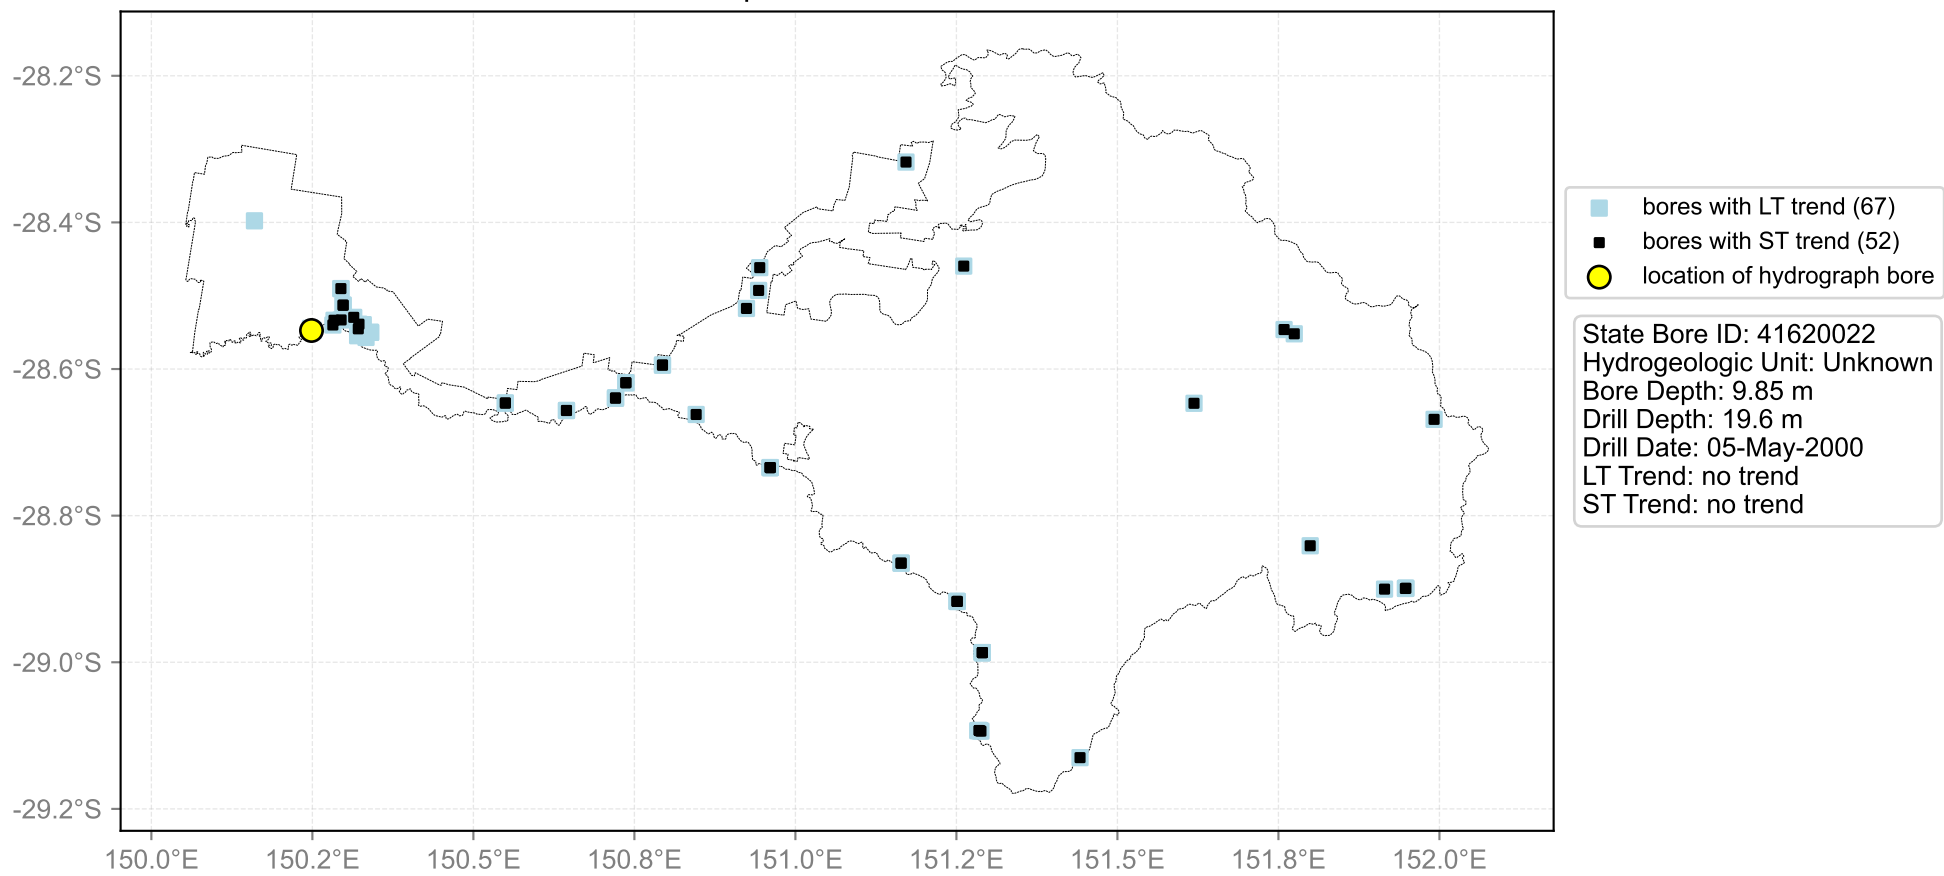 -28.2°S
-28.4°S
-28.6°S
-28.8°S
-29.0°S
-29.2°S
150.0°E
150.2°E
150.5°E
150.8°E
151.0°E
151.2°E
151.5°E
151.8°E
152.0°E
bores with LT trend (67)
bores with ST trend (52)
location of hydrograph bore
State Bore ID: 41620022
Hydrogeologic Unit: Unknown
Bore Depth: 9.85 m
Drill Depth: 19.6 m
Drill Date: 05-May-2000
LT Trend: no trend
ST Trend: no trend